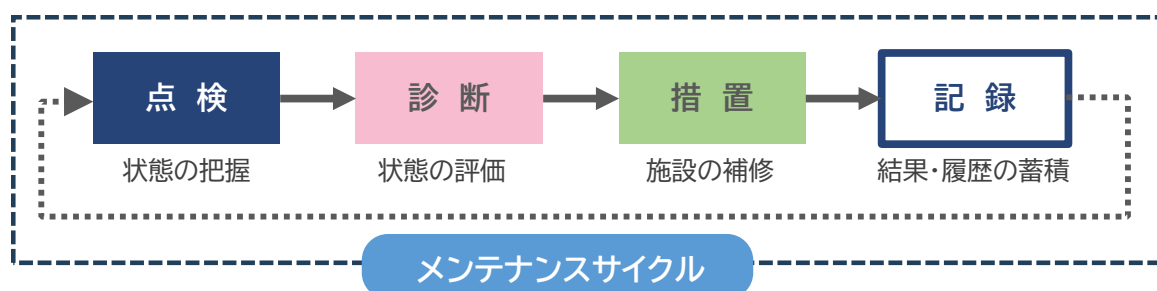 点検
診断
措置
記録
状態の把握
状態の評価
施設の補修
結果・履歴の蓄積
メンテナンスサイクル